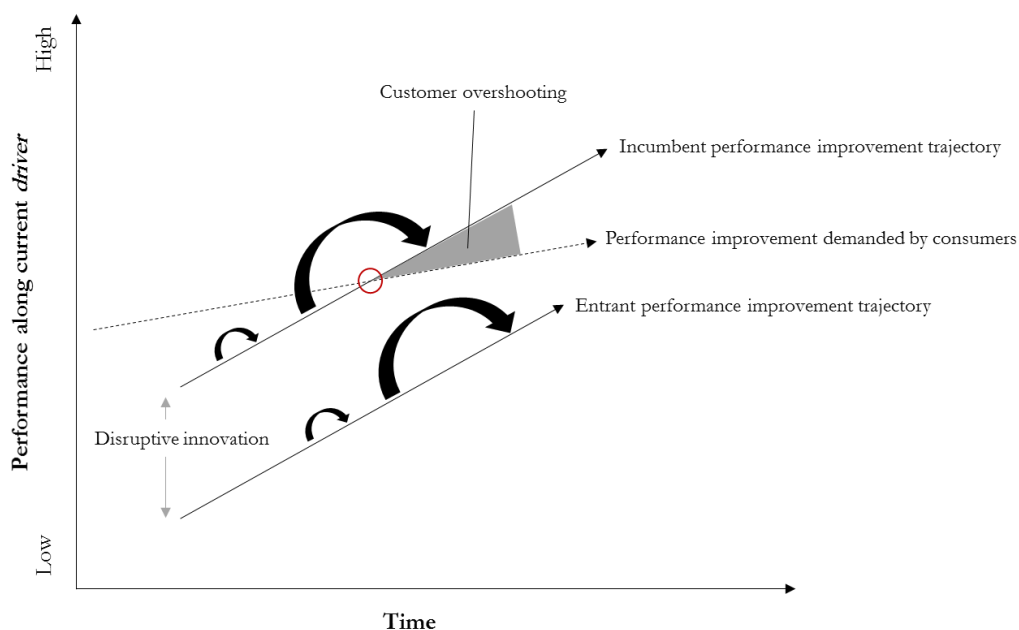 High
Customer overshooting
Incumbent performance improvement trajectory
Performance improvement demanded by consumers
Entrant performance improvement trajectory
Performance along current driver
Disruptive innovation
Low
Time